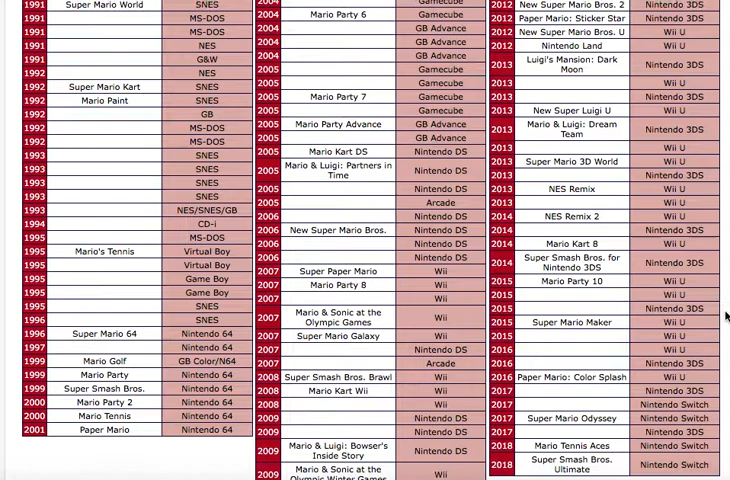 1991 Super Mario World SNES
1991 MS-DOS
1991 MS-DOS
1991 NES
1991 G&W
1992 NES
1992 Super Mario Kart SNES
1992 Mario Paint SNES
1992 GB
1992 MS-DOS
1992 MS-DOS
1993 SNES
1993 SNES
1993 SNES
1993 SNES
1993 NES/SNES/GB
1994 CD-i
1995 MS-DOS
1995 Mario's Tennis Virtual Boy
1995 Virtual Boy
1995 Game Boy
1995 Game Boy
1995 SNES
1996 SNES
1996 Super Mario 64 Nintendo 64
1997 Nintendo 64
1999 Mario Golf GB Color/N64
1999 Mario Party Nintendo 64
1999 Super Smash Bros. Nintendo 64
2000 Mario Party 2 Nintendo 64
2000 Mario Tennis Nintendo 64
2001 Paper Mario Nintendo 64
2004 Gamecube
2004 Mario Party 6 Gamecube
2004 GB Advance
2004 GB Advance
2004 GB Advance
2005 Gamecube
2005 Gamecube
2005 Mario Party 7 Gamecube
2005 Gamecube
2005 Mario Party Advance GB Advance
2005 GB Advance
2005 Mario Kart DS Nintendo DS
2005 Mario & Luigi: Partners in
Time Nintendo DS
2005 Nintendo DS
2005 Arcade
2006 Nintendo DS
2006 New Super Mario Bros. Nintendo DS
2006 Nintendo DS
2006 Nintendo DS
2007 Super Paper Mario Wii
2007 Mario Party 8 Wii
2007 Wii
2007 Mario & Sonic at the
Olympic Games Wii
2007 Super Mario Galaxy Wii
2007 Nintendo DS
2007 Arcade
2008 Super Smash Bros. Brawl Wii
2008 Mario Kart Wii Wii
2008 Wii
2009 Nintendo DS
2009 Nintendo DS
2009 Mario & Luigi: Bowser's
Inside Story Nintendo DS
2009 Mario & Sonic at the
Olympic Winter Games Wii
2012 New Super Mario Bros. 2 Nintendo 3DS
2012 Paper Mario: Sticker Star Nintendo 3DS
2012 New Super Mario Bros. U Wii U
2012 Nintendo Land Wii U
2013 Luigi's Mansion: Dark
Moon Nintendo 3DS
2013 Wii U
2013 Nintendo 3DS
2013 New Super Luigi U Wii U
2013 Mario & Luigi: Dream
Team Nintendo 3DS
2013 Wii U
2013 Super Mario 3D World Wii U
2013 Nintendo 3DS
2013 NES Remix Wii U
2013 Wii U
2014 NES Remix 2 Wii U
2014 Nintendo 3DS
2014 Mario Kart 8 Wii U
2014 Super Smash Bros. for
Nintendo 3DS Nintendo 3DS
2015 Mario Party 10 Wii U
2015 Wii U
2015 Nintendo 3DS
2015 Super Mario Maker Wii U
2015 Wii U
2016 Wii U
2016 Nintendo 3DS
2016 Paper Mario: Color Splash Wii U
2017 Nintendo 3DS
2017 Nintendo Switch
2017 Super Mario Odyssey Nintendo Switch
2017 Nintendo 3DS
2018 Mario Tennis Aces Nintendo Switch
2018 Super Smash Bros.
Ultimate Nintendo Switch